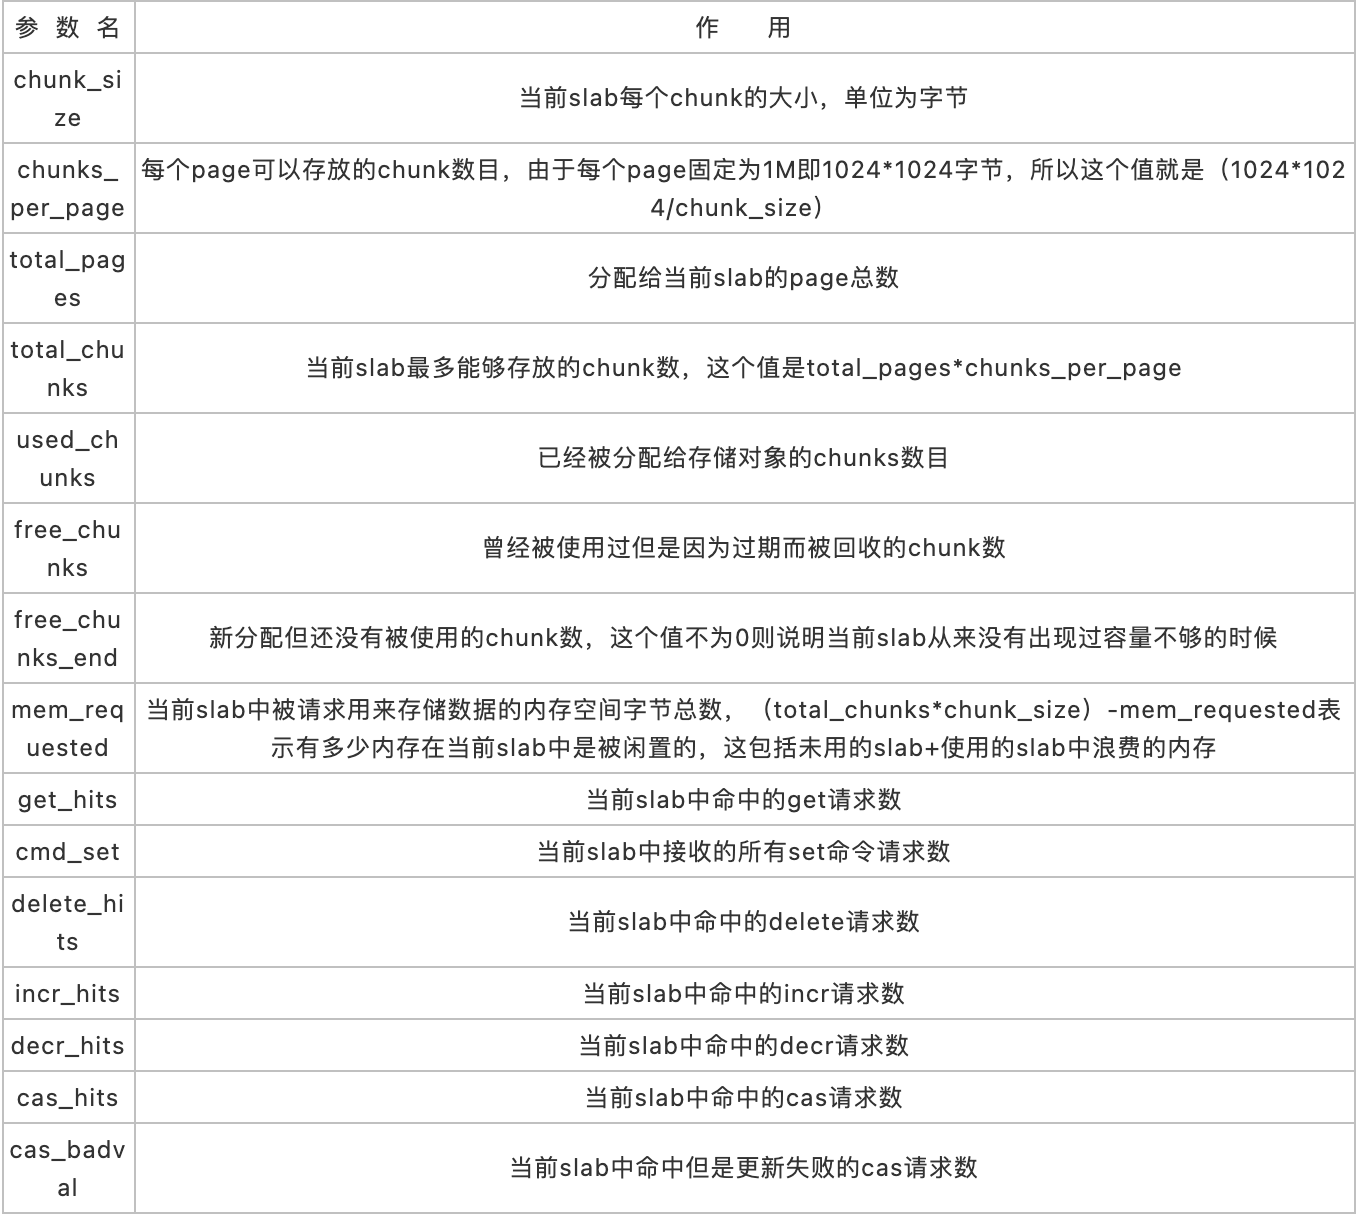 参 数 名
作 用
chunk_si
ze
当前slab每个chunk的大小，单位为字节
chunks_
per_page
每个page可以存放的chunk数目，由于每个page固定为1M即1024*1024字节，所以这个值就是（1024*102
4/chunk_size）
total_pag
es
分配给当前slab的page总数
total_chu
nks
当前slab最多能够存放的chunk数，这个值是total_pages*chunks_per_page
used_ch
unks
已经被分配给存储对象的chunks数目
free_chu
nks
曾经被使用过但是因为过期而被回收的chunk数
free_chu
nks_end
新分配但还没有被使用的chunk数，这个值不为0则说明当前slab从来没有出现过容量不够的时候
mem_req
uested
当前slab中被请求用来存储数据的内存空间字节总数，（total_chunks*chunk_size）-mem_requested表
示有多少内存在当前slab中是被闲置的，这包括未用的slab+使用的slab中浪费的内存
get_hits
当前slab中命中的get请求数
cmd_set
当前slab中接收的所有set命令请求数
delete_hi
ts
当前slab中命中的delete请求数
incr_hits
当前slab中命中的incr请求数
decr_hits
当前slab中命中的decr请求数
cas_hits
当前slab中命中的cas请求数
cas_badv
al
当前slab中命中但是更新失败的cas请求数